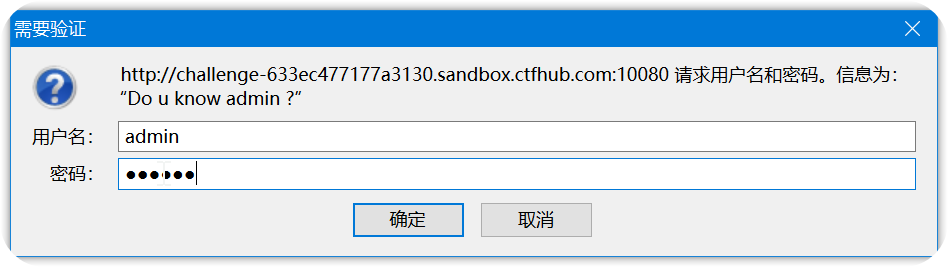 需要验证
http://challenge-633ec477177a3130.sandbox.ctfhub.com:10080 请求用户名和密码。信息为：
“Do u know admin ?”
用户名： admin
密码： ●●●●●●
确定 取消